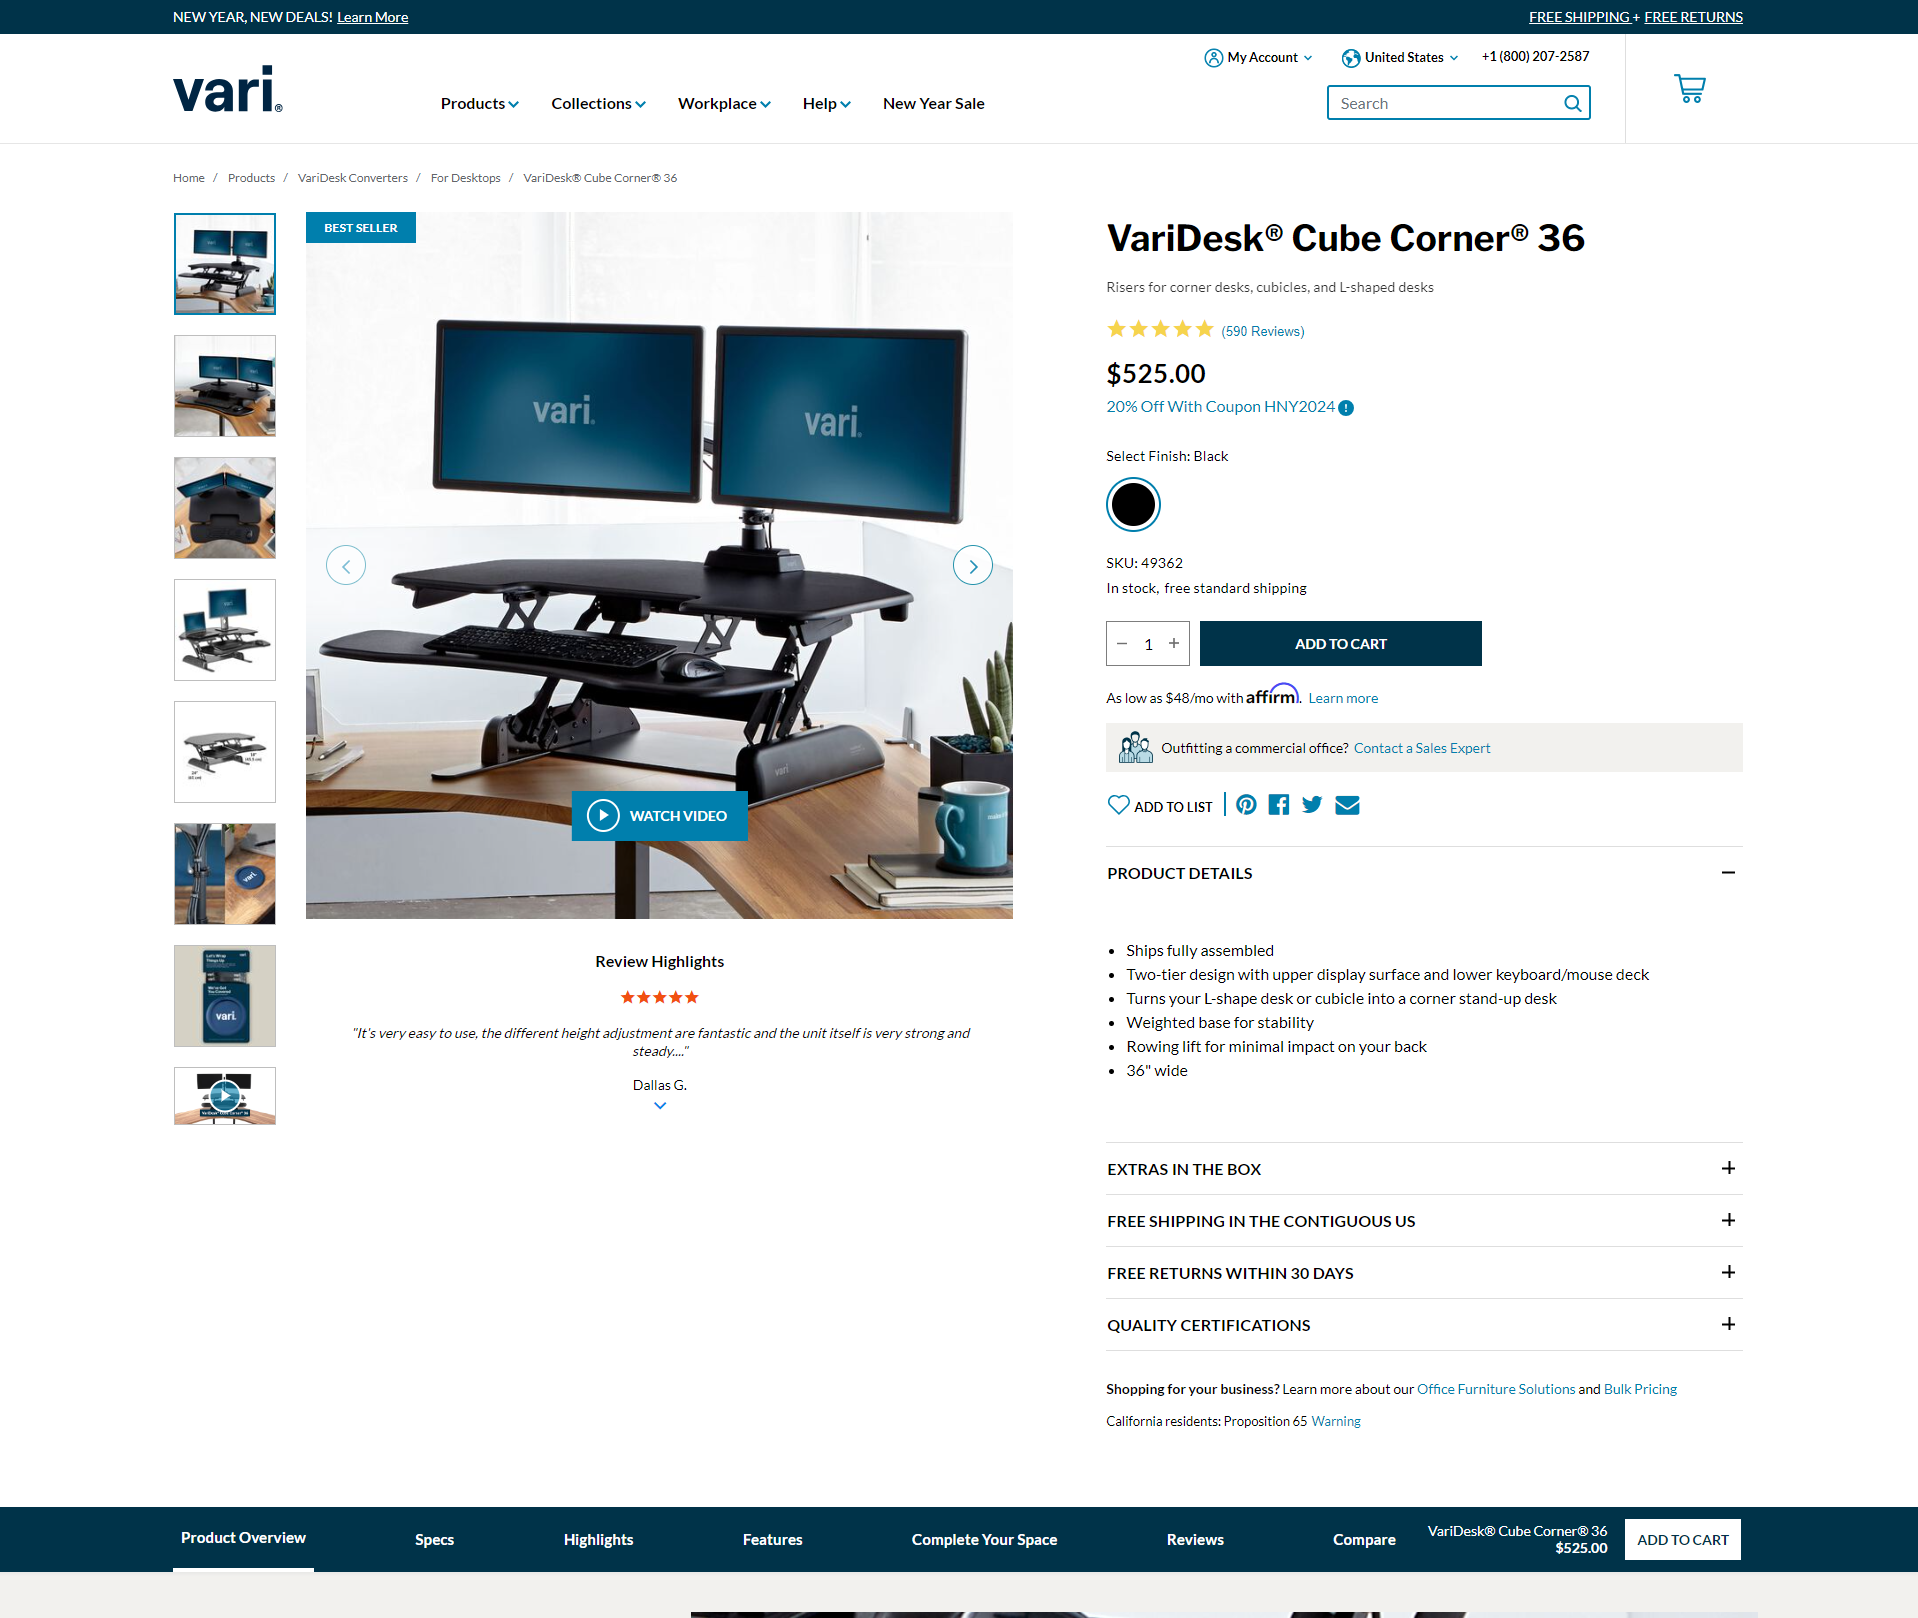 NEW YEAR, NEW DEALS! Learn More
FREE SHIPPING + FREE RETURNS
My Account
United States
+1 (800) 207-2587
vari®
Products
Collections
Workplace
Help
New Year Sale
Search
Home / Products / VariDesk Converters / For Desktops / VariDesk® Cube Corner® 36
BEST SELLER
vari.
vari.
vari
WATCH VIDEO
Review Highlights
"It's very easy to use, the different height adjustment are fantastic and the unit itself is very strong and
steady...."
Dallas G.
VariDesk® Cube Corner® 36
Risers for corner desks, cubicles, and L-shaped desks
(590 Reviews)
$525.00
20% Off With Coupon HNY2024
Select Finish: Black
SKU: 49362
In stock, free standard shipping
− 1 +
ADD TO CART
As low as $48/mo with affirm. Learn more
Outfitting a commercial office? Contact a Sales Expert
ADD TO LIST
PRODUCT DETAILS
• Ships fully assembled
• Two-tier design with upper display surface and lower keyboard/mouse deck
• Turns your L-shape desk or cubicle into a corner stand-up desk
• Weighted base for stability
• Rowing lift for minimal impact on your back
• 36" wide
EXTRAS IN THE BOX
FREE SHIPPING IN THE CONTIGUOUS US
FREE RETURNS WITHIN 30 DAYS
QUALITY CERTIFICATIONS
Shopping for your business? Learn more about our Office Furniture Solutions and Bulk Pricing
California residents: Proposition 65 Warning
Product Overview
Specs
Highlights
Features
Complete Your Space
Reviews
Compare
VariDesk® Cube Corner® 36
$525.00
ADD TO CART